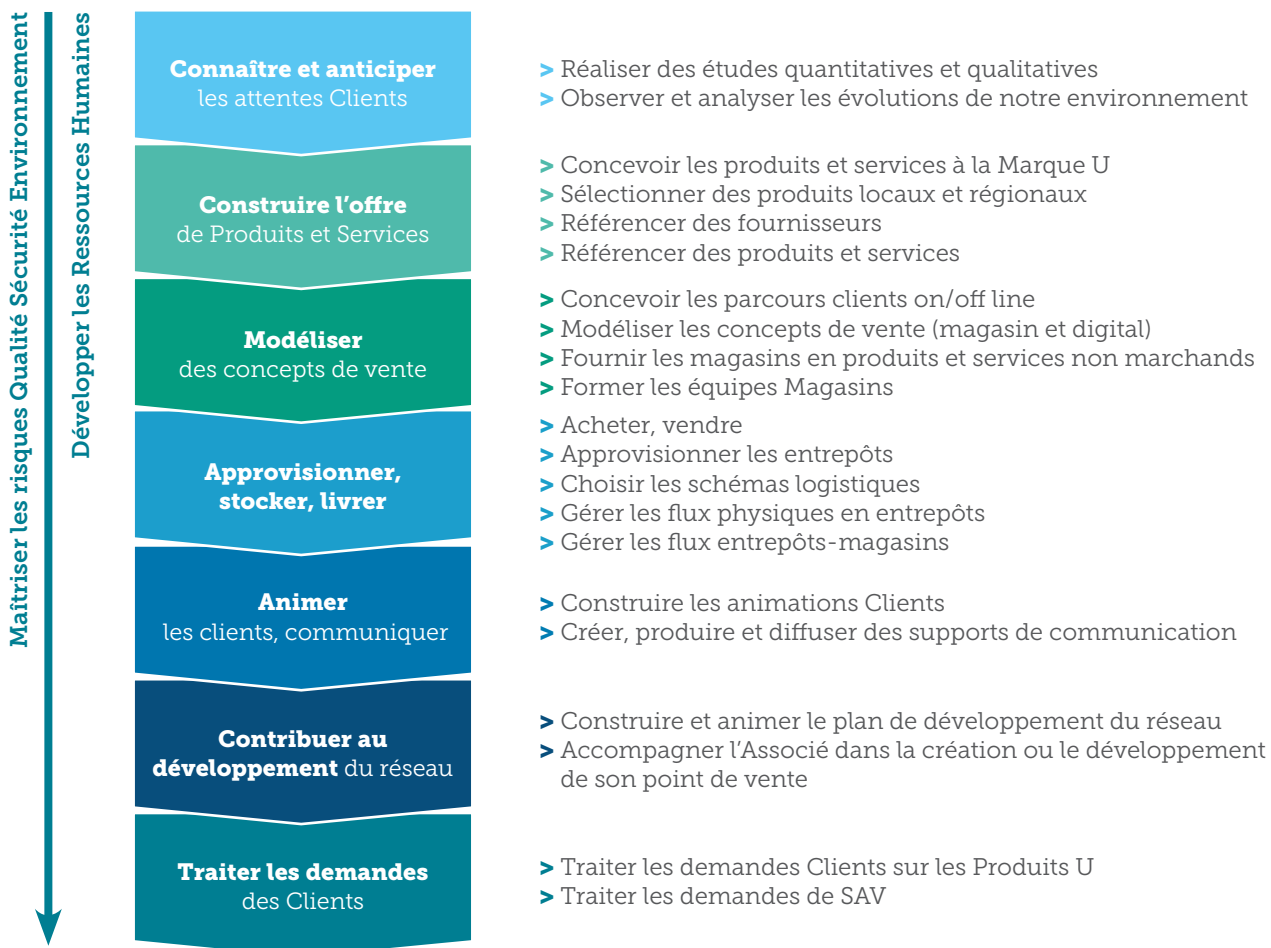 Maîtriser les risques Qualité Sécurité Environnement
Développer les Ressources Humaines
Connaître et anticiper
les attentes Clients
> Réaliser des études quantitatives et qualitatives
> Observer et analyser les évolutions de notre environnement
Construire l’offre
de Produits et Services
> Concevoir les produits et services à la Marque U
> Sélectionner des produits locaux et régionaux
> Référencer des fournisseurs
> Référencer des produits et services
Modéliser
des concepts de vente
> Concevoir les parcours clients on/off line
> Modéliser les concepts de vente (magasin et digital)
> Fournir les magasins en produits et services non marchands
> Former les équipes Magasins
Approvisionner,
stocker, livrer
> Acheter, vendre
> Approvisionner les entrepôts
> Choisir les schémas logistiques
> Gérer les flux physiques en entrepôts
> Gérer les flux entrepôts-magasins
Animer
les clients, communiquer
> Construire les animations Clients
> Créer, produire et diffuser des supports de communication
Contribuer au
développement du réseau
> Construire et animer le plan de développement du réseau
> Accompagner l’Associé dans la création ou le développement
de son point de vente
Traiter les demandes
des Clients
> Traiter les demandes Clients sur les Produits U
> Traiter les demandes de SAV